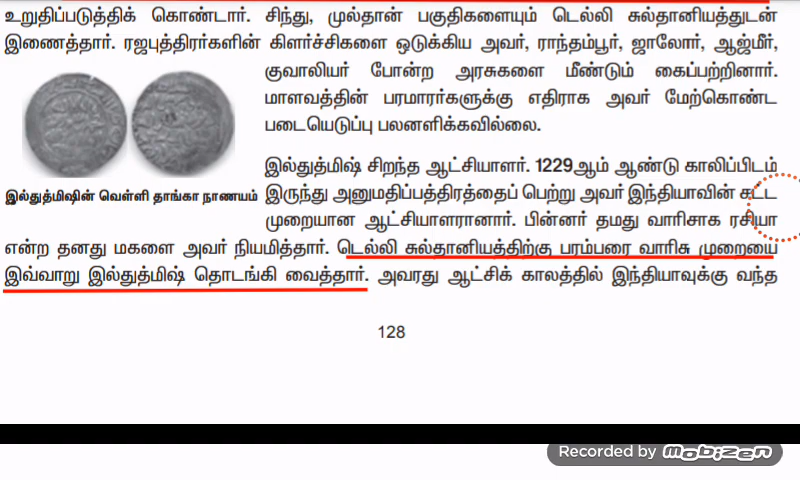 உறுதிப்படுத்திக் கொண்டார். சிந்து, முல்தான் பகுதிகளையும் டெல்லி சுல்தானியத்துடன்
இணைத்தார். ரஜபுத்திரர்களின் கிளர்ச்சிகளை ஒடுக்கிய அவர், ராந்தம்பூர், ஜாலோர், ஆஜ்மீர்,
குவாலியர் போன்ற அரசுகளை மீண்டும் கைப்பற்றினார்.
மாளவத்தின் பரமாரர்களுக்கு எதிராக அவர் மேற்கொண்ட
படையெடுப்பு பலனளிக்கவில்லை.
இல்துத்மிஷின் வெள்ளி தாங்கா நாணயம்
இல்துத்மிஷ் சிறந்த ஆட்சியாளர். 1229ஆம் ஆண்டு காலிப்பிடம்
இருந்து அனுமதிப்பத்திரத்தைப் பெற்று அவர் இந்தியாவின் சட்ட
முறையான ஆட்சியாளரானார். பின்னர் தமது வாரிசாக ரசியா
என்ற தனது மகளை அவர் நியமித்தார். டெல்லி சுல்தானியத்திற்கு பரம்பரை வாரிசு முறையை
இவ்வாறு இல்துத்மிஷ் தொடங்கி வைத்தார். அவரது ஆட்சிக் காலத்தில் இந்தியாவுக்கு வந்த
128
Recorded by mobizen